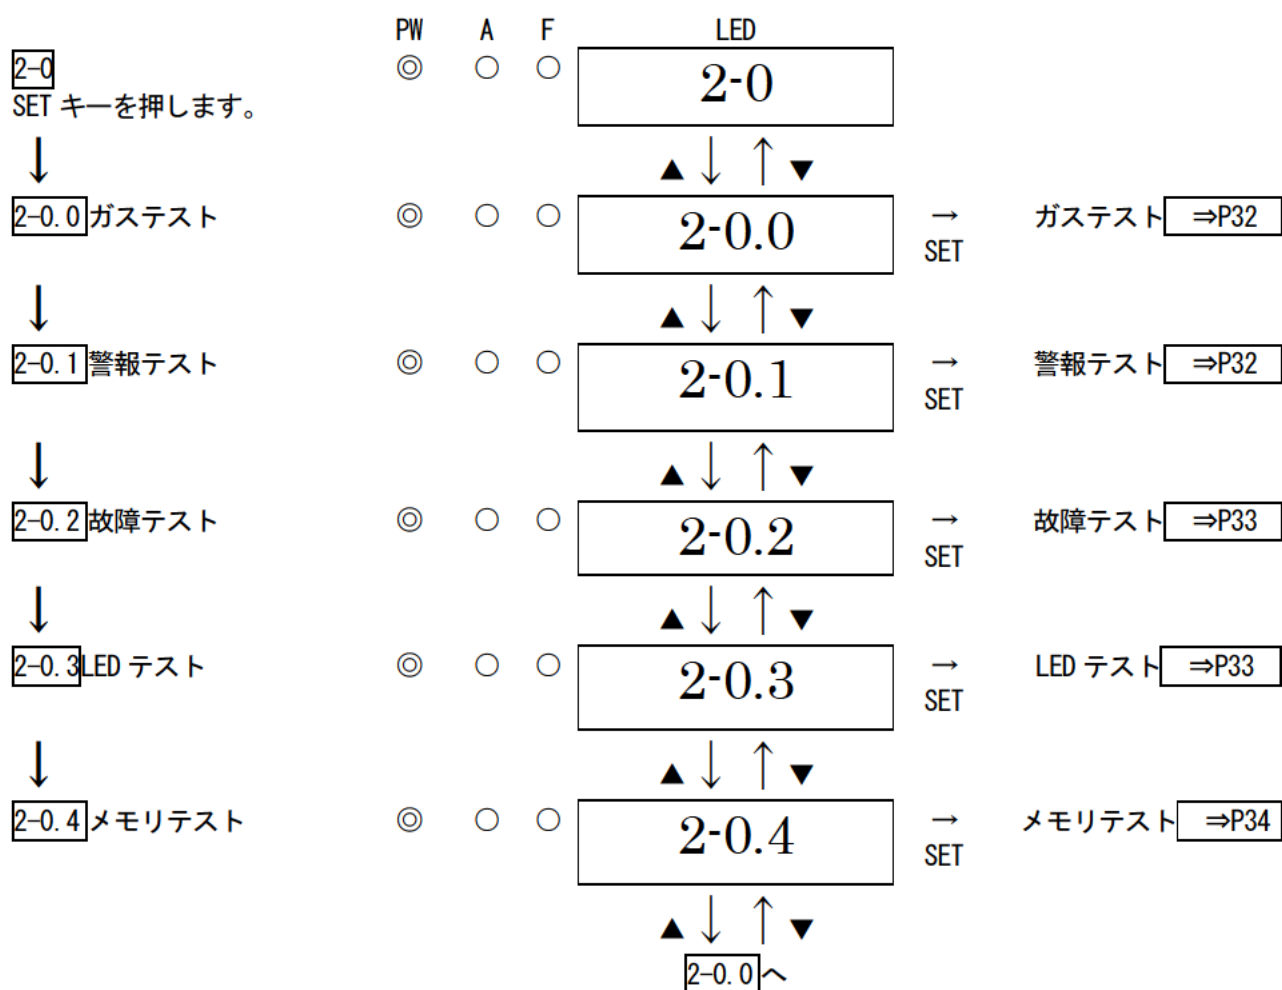 PW A F LED
2-0 ◎ ○ ○ 2-0
SET キーを押します。
↓ ▲ ↓ ↑ ▼
2-0.0 ガステスト ◎ ○ ○ 2-0.0 → ガステスト ⇒P32
SET
↓ ▲ ↓ ↑ ▼
2-0.1 警報テスト ◎ ○ ○ 2-0.1 → 警報テスト ⇒P32
SET
↓ ▲ ↓ ↑ ▼
2-0.2 故障テスト ◎ ○ ○ 2-0.2 → 故障テスト ⇒P33
SET
↓ ▲ ↓ ↑ ▼
2-0.3 LED テスト ◎ ○ ○ 2-0.3 → LED テスト ⇒P33
SET
↓ ▲ ↓ ↑ ▼
2-0.4 メモリテスト ◎ ○ ○ 2-0.4 → メモリテスト ⇒P34
SET
▲ ↓ ↑ ▼
2-0.0 へ